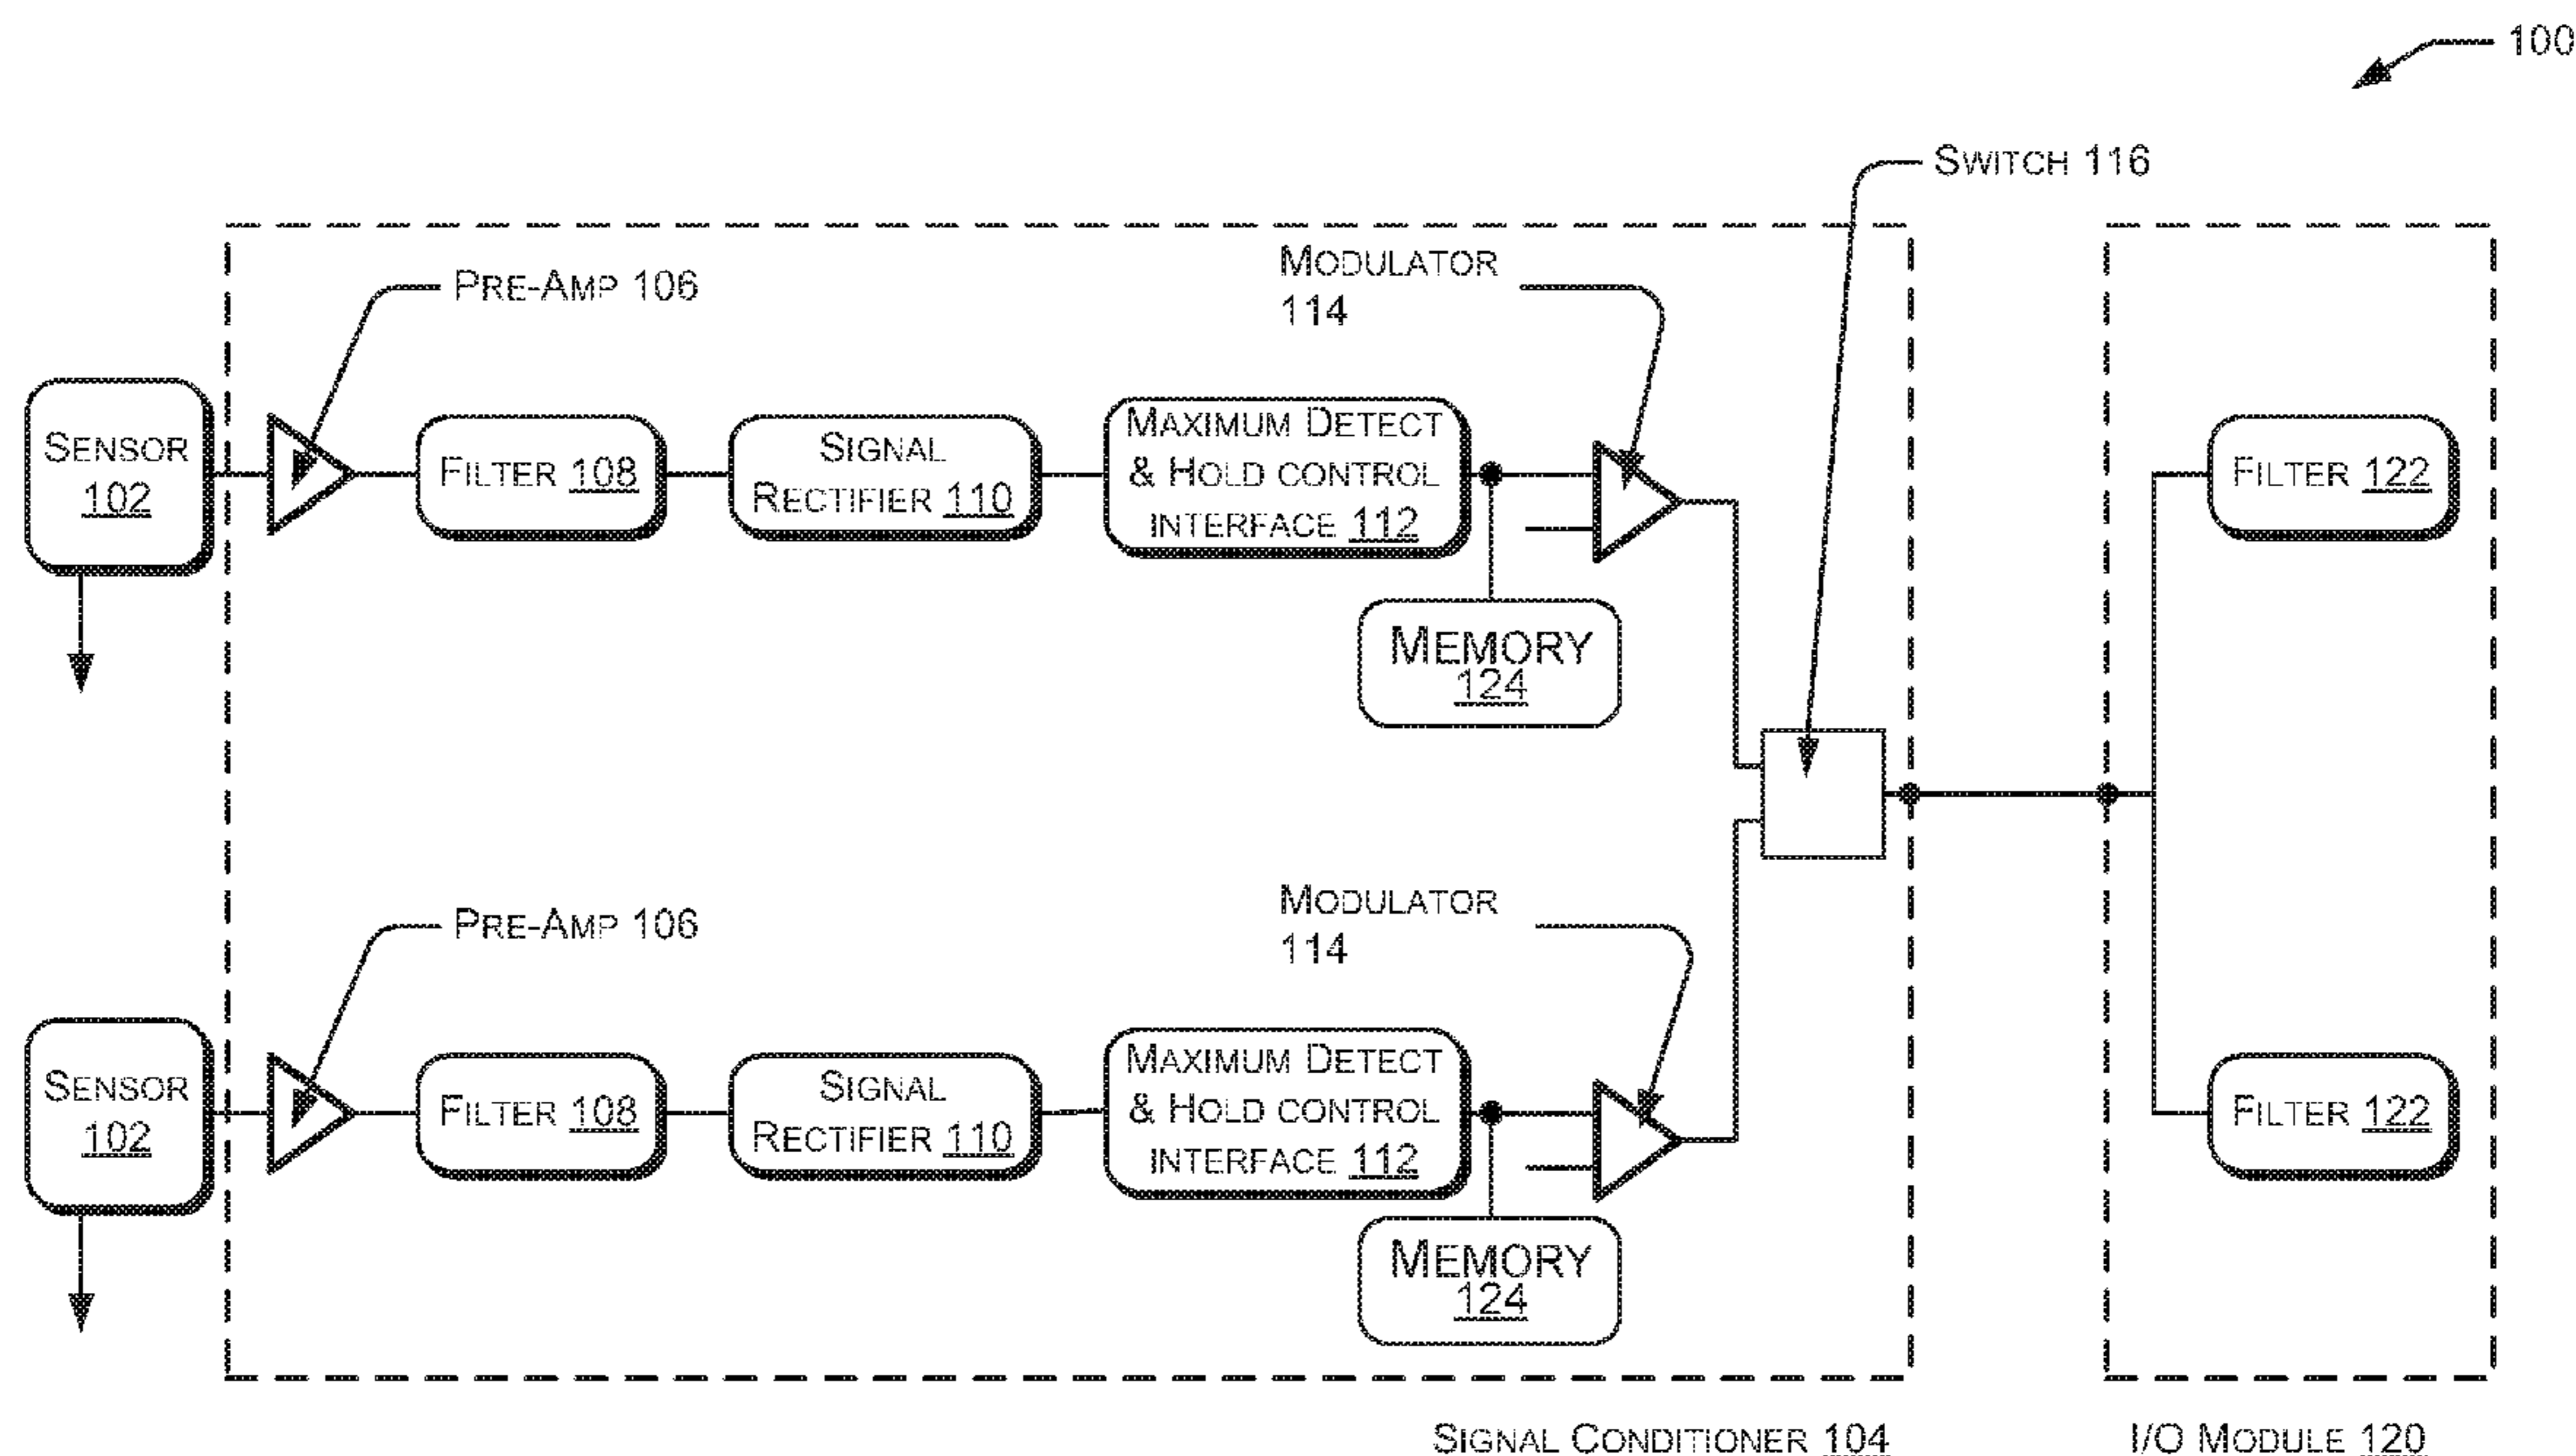 100
SWITCH 116
PRE-AMP 106
MODULATOR
114
SENSOR
102
FILTER 108
SIGNAL
RECTIFIER 110
MAXIMUM DETECT
& HOLD CONTROL
INTERFACE 112
MEMORY
124
FILTER 122
PRE-AMP 106
MODULATOR
114
SENSOR
102
FILTER 108
SIGNAL
RECTIFIER 110
MAXIMUM DETECT
& HOLD CONTROL
INTERFACE 112
MEMORY
124
FILTER 122
SIGNAL CONDITIONER 104
I/O MODULE 120